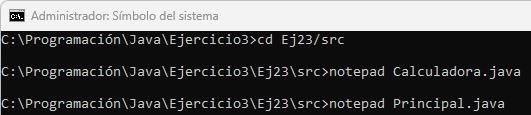 Administrador: Símbolo del sistema
C:\Programación\Java\Ejercicio3>cd Ej23/src
C:\Programación\Java\Ejercicio3\Ej23\src>notepad Calculadora.java
C:\Programación\Java\Ejercicio3\Ej23\src>notepad Principal.java